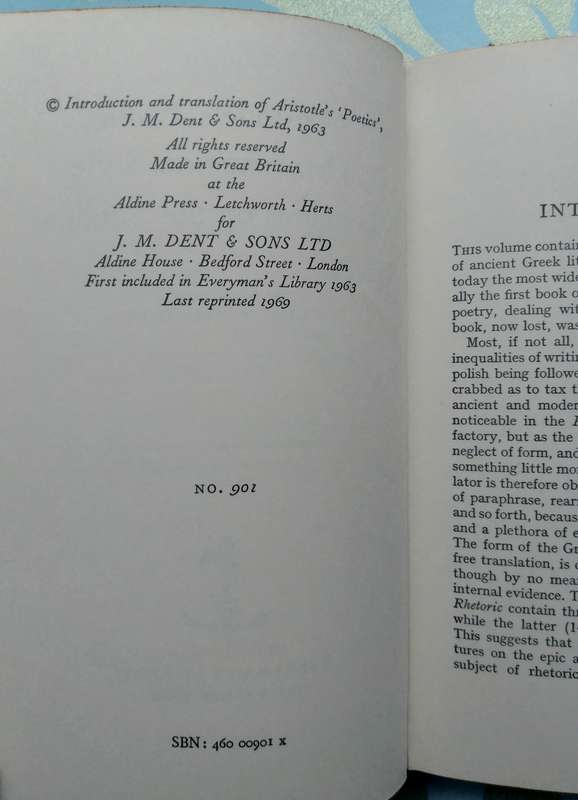 © Introduction and translation of Aristotle's 'Poetics',
J. M. Dent & Sons Ltd, 1963
All rights reserved
Made in Great Britain
at the
Aldine Press · Letchworth · Herts
for
J. M. DENT & SONS LTD
Aldine House · Bedford Street · London
First included in Everyman's Library 1963
Last reprinted 1969
NO. 901
SBN: 460 00901 x
INT
THIS volume contain
of ancient Greek lit
today the most wide
ally the first book o
poetry, dealing wit
book, now lost, was
Most, if not all,
inequalities of writin
polish being followe
crabbed as to tax t
ancient and moder
noticeable in the
factory, but as the
neglect of form, and
something little mo
lator is therefore ob
of paraphrase, rear
and so forth, becaus
and a plethora of e
The form of the Gr
free translation, is c
though by no mea
internal evidence. T
Rhetoric contain th
while the latter (1
This suggests that
tures on the epic a
subject of rhetoric